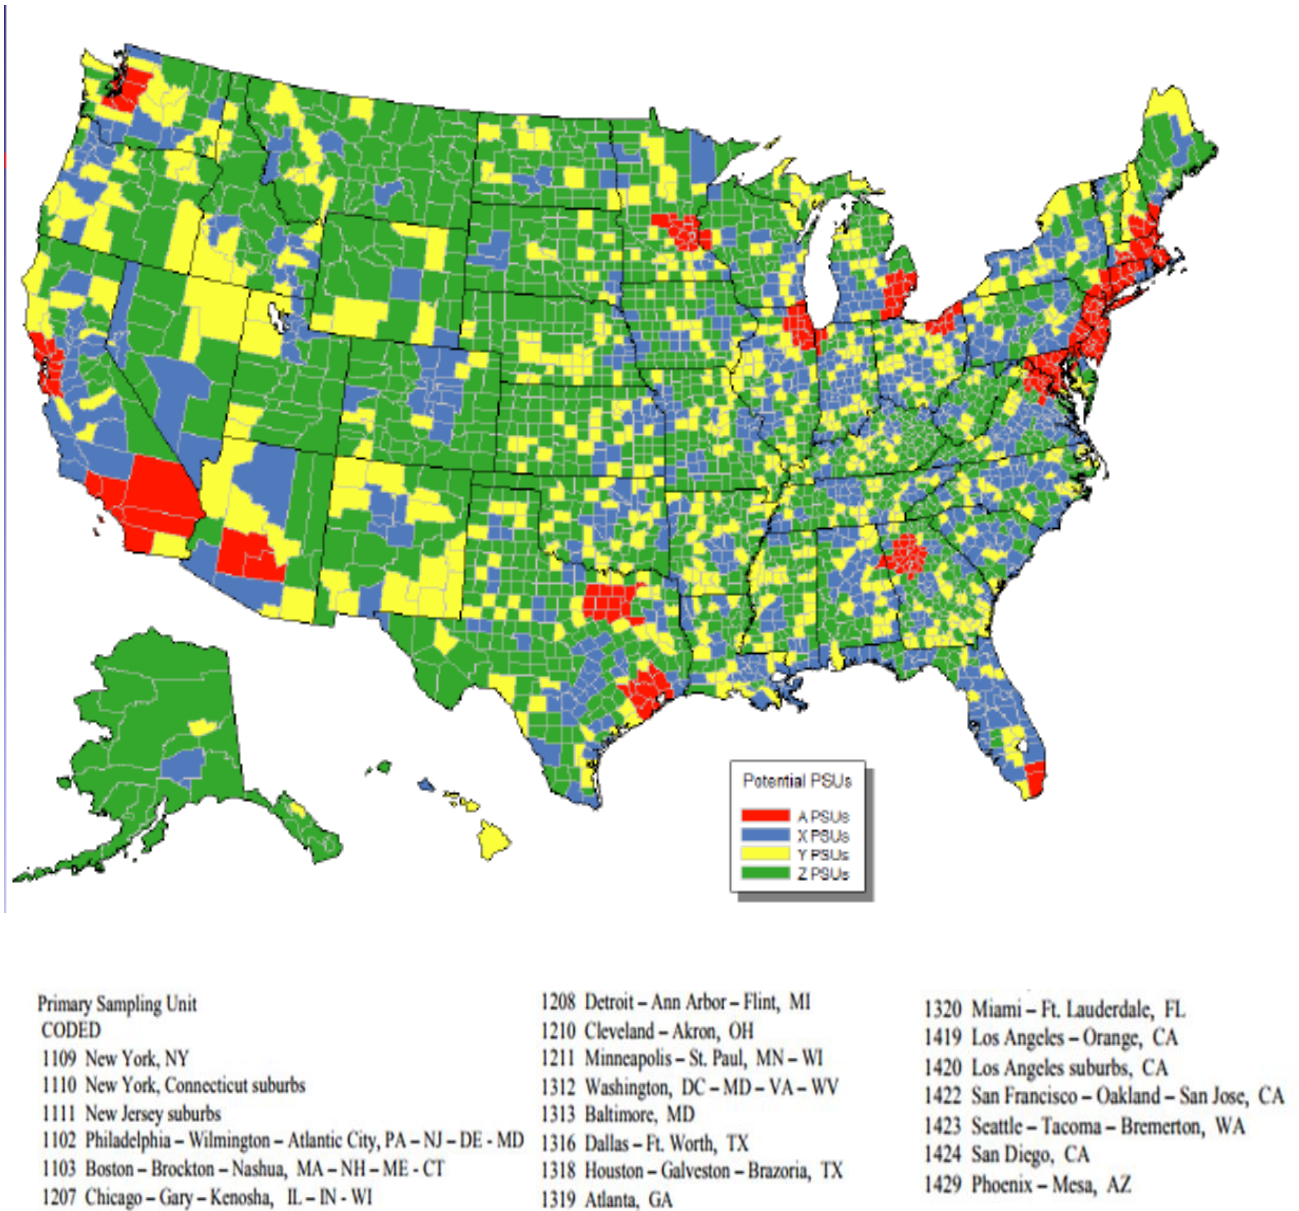 Potential PSUs
A PSUs
X PSUs
Y PSUs
Z PSUs
Primary Sampling Unit
CODED
1109 New York, NY
1110 New York, Connecticut suburbs
1111 New Jersey suburbs
1102 Philadelphia – Wilmington – Atlantic City, PA – NJ – DE - MD
1103 Boston – Brockton – Nashua, MA – NH – ME - CT
1207 Chicago – Gary – Kenosha, IL – IN - WI
1208 Detroit – Ann Arbor – Flint, MI
1210 Cleveland – Akron, OH
1211 Minneapolis – St. Paul, MN – WI
1312 Washington, DC – MD – VA – WV
1313 Baltimore, MD
1316 Dallas – Ft. Worth, TX
1318 Houston – Galveston – Brazoria, TX
1319 Atlanta, GA
1320 Miami – Ft. Lauderdale, FL
1419 Los Angeles – Orange, CA
1420 Los Angeles suburbs, CA
1422 San Francisco – Oakland – San Jose, CA
1423 Seattle – Tacoma – Bremerton, WA
1424 San Diego, CA
1429 Phoenix – Mesa, AZ